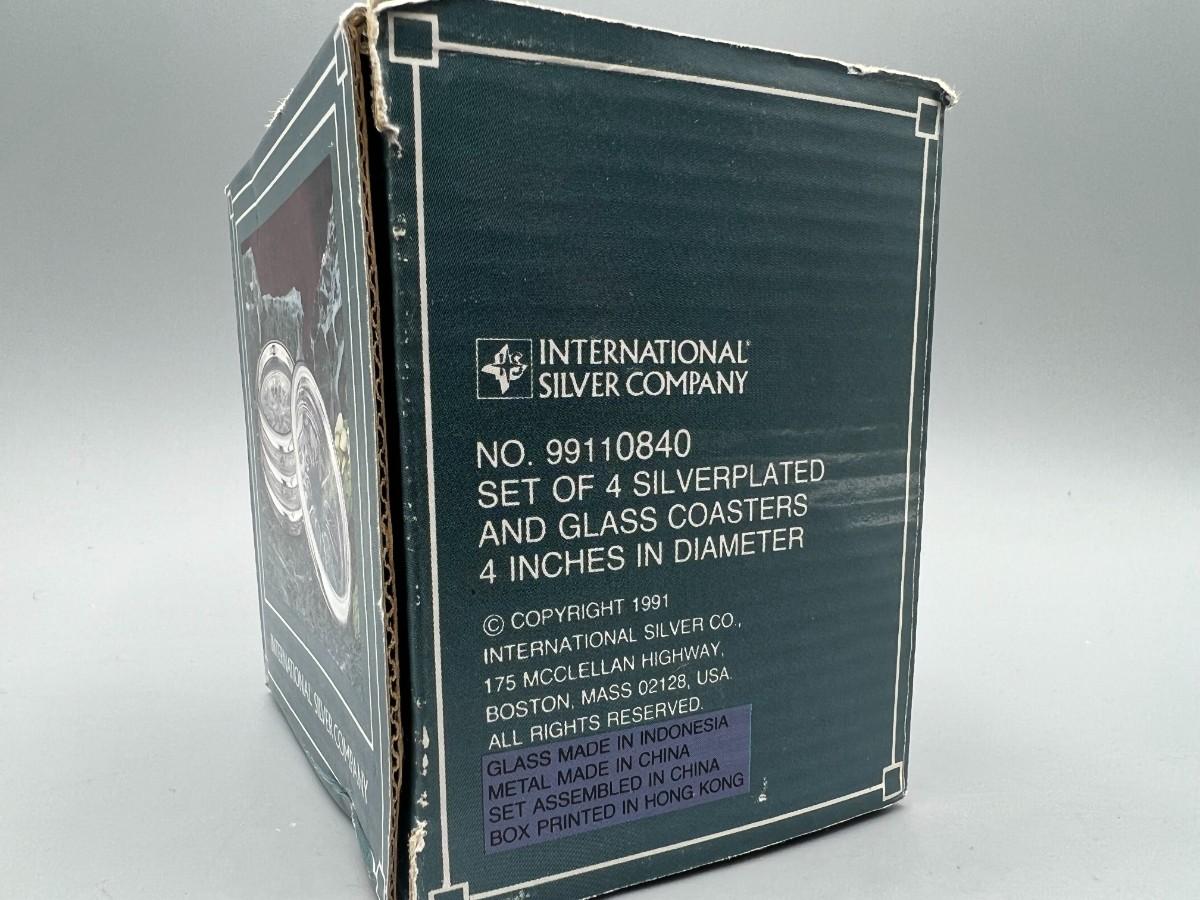 INTERNATIONAL®
SILVER COMPANY
NO. 99110840
SET OF 4 SILVERPLATED
AND GLASS COASTERS
4 INCHES IN DIAMETER
© COPYRIGHT 1991
INTERNATIONAL SILVER CO.,
175 MCCLELLAN HIGHWAY,
BOSTON, MASS 02128, USA.
ALL RIGHTS RESERVED.
GLASS MADE IN INDONESIA
METAL MADE IN CHINA
SET ASSEMBLED IN CHINA
BOX PRINTED IN HONG KONG
INTERNATIONAL SILVER COMPANY